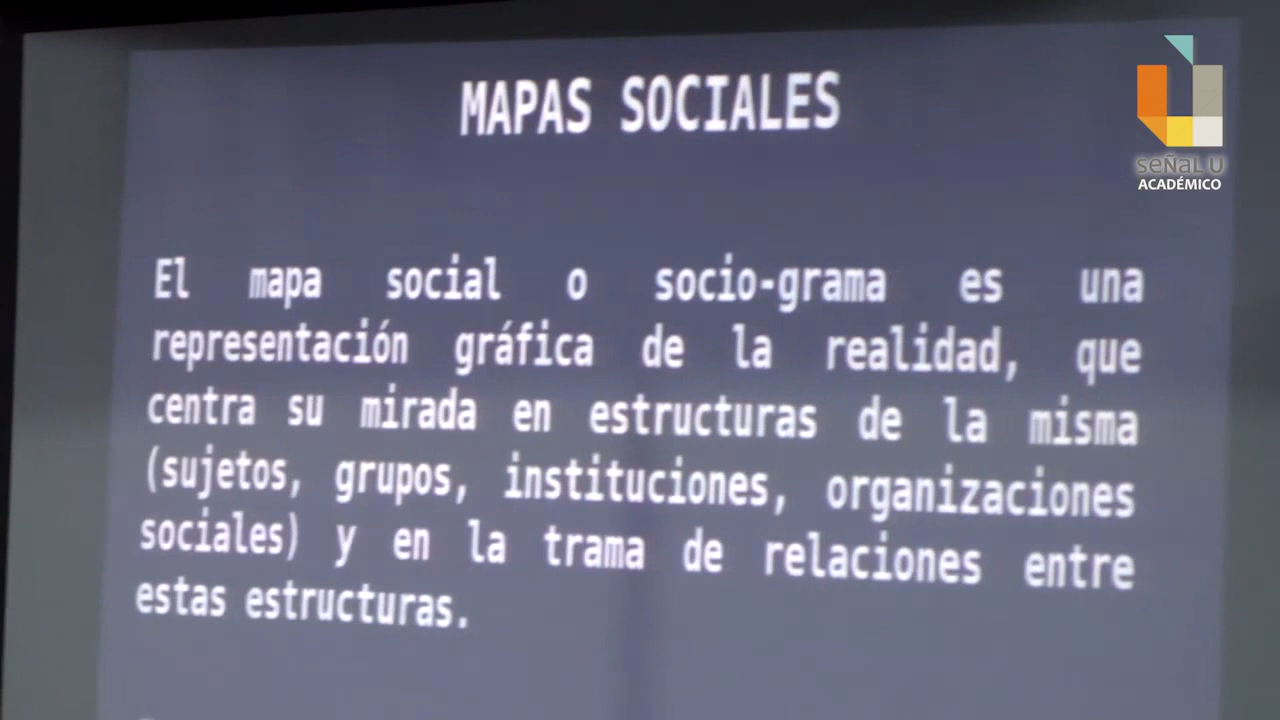 MAPAS SOCIALES
seÑaL U
ACADÉMICO
El mapa social o socio-grama es una
representación gráfica de la realidad, que
centra su mirada en estructuras de la misma
(sujetos, grupos, instituciones, organizaciones
sociales) y en la trama de relaciones entre
estas estructuras.